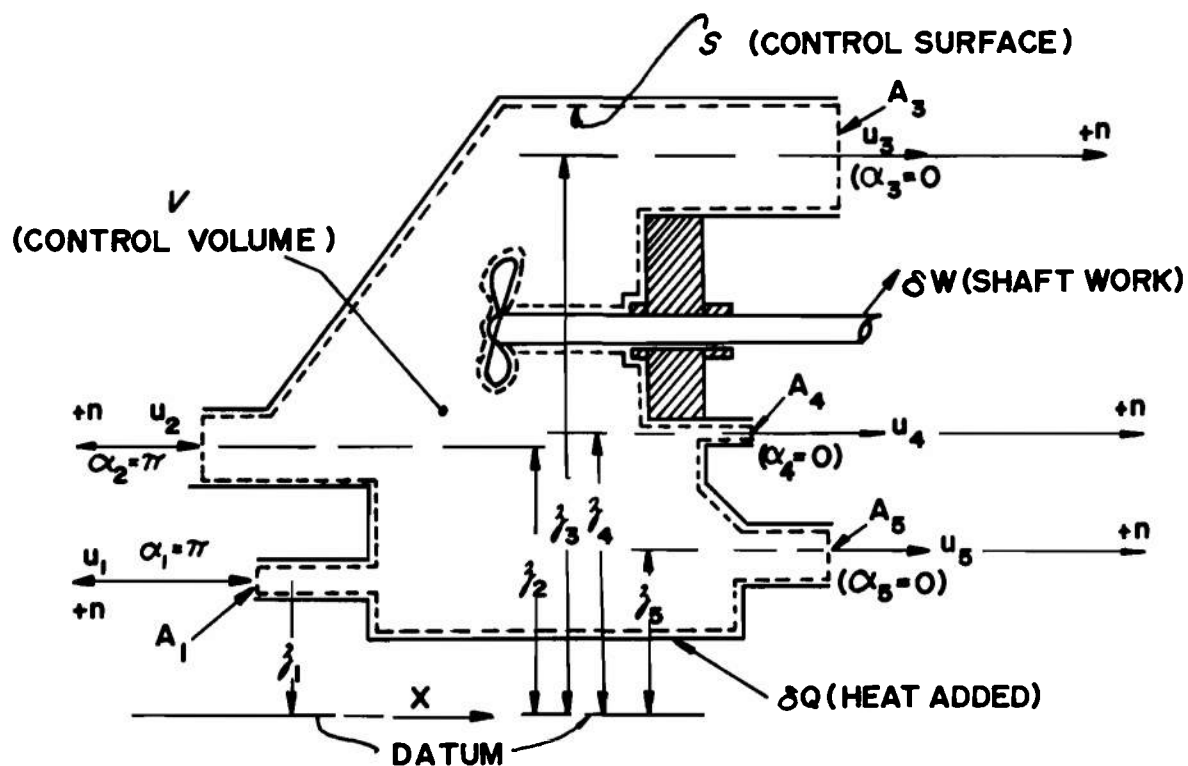 S (CONTROL SURFACE)
A₃
u₃
+n
(α₃=0
V
(CONTROL VOLUME)
δW (SHAFT WORK)
A₄
+n
u₂
α₂=π
u₄
+n
(α₄=0)
A₅
+n
u₁
α₁=π
+n
u₅
(α₅=0)
A₁
z₁
z₂
z₃
z₄
z₅
δQ (HEAT ADDED)
X
DATUM